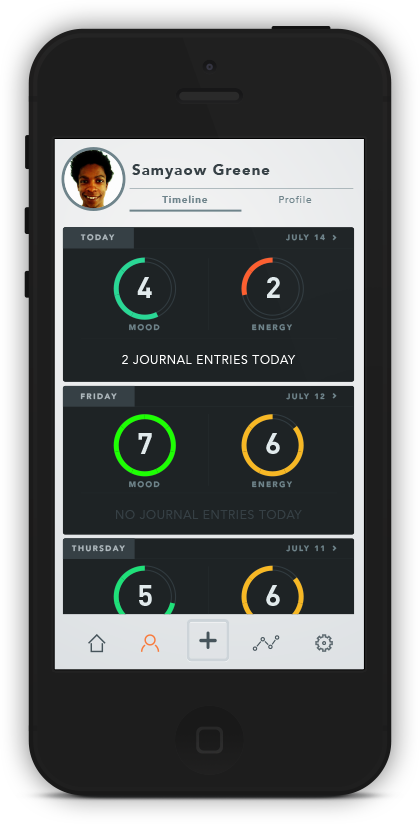 Samyaow Greene
Timeline Profile
TODAY JULY 14 >
4 2
MOOD ENERGY
2 JOURNAL ENTRIES TODAY
FRIDAY JULY 12 >
7 6
MOOD ENERGY
NO JOURNAL ENTRIES TODAY
THURSDAY JULY 11 >
5 6
+